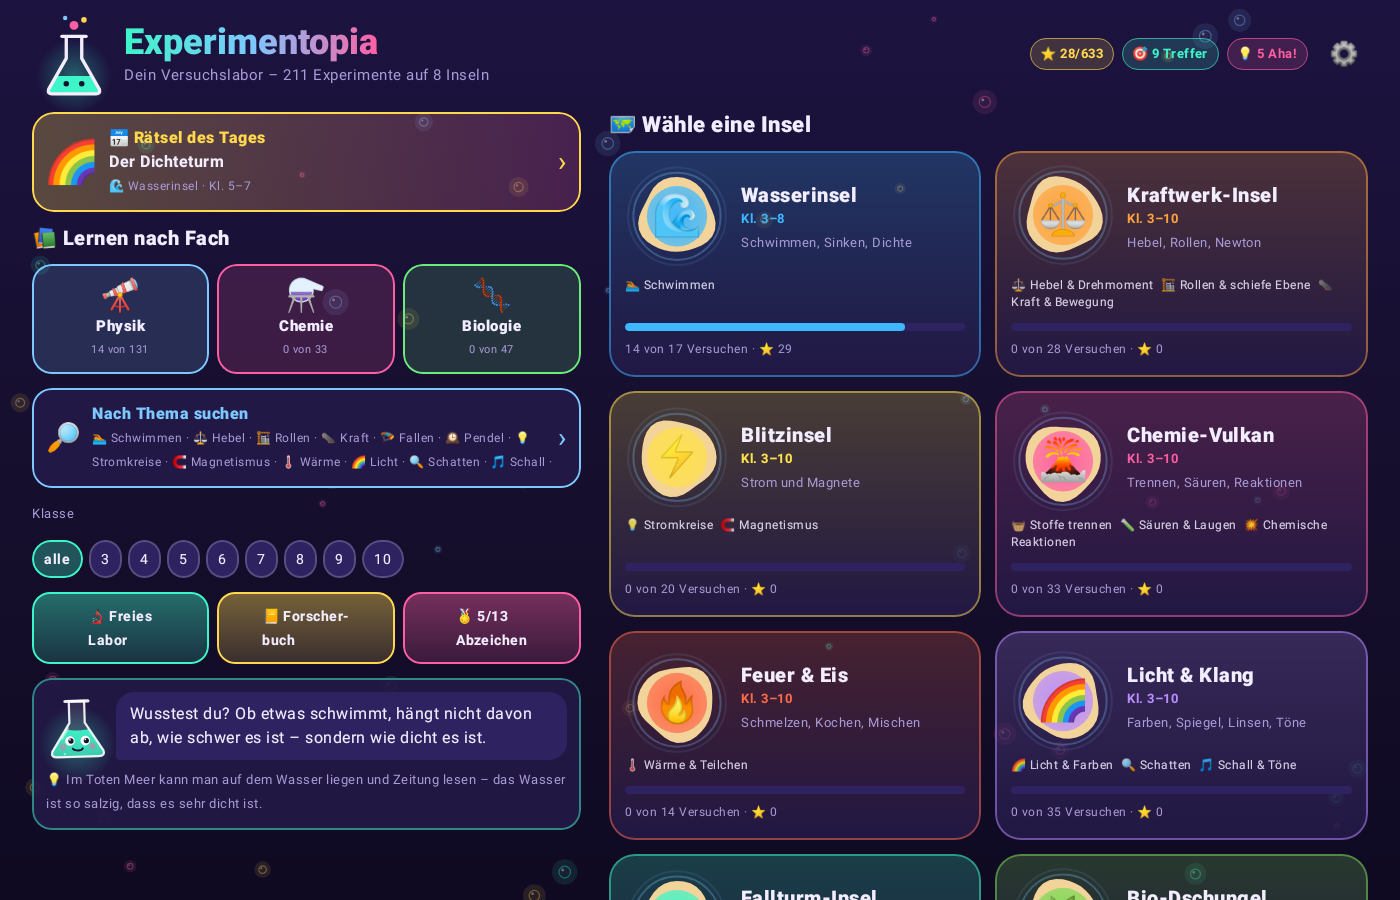 Experimentopia
Dein Versuchslabor – 211 Experimente auf 8 Inseln
28/633
9 Treffer
5 Aha!
Rätsel des Tages
Der Dichteturm
Wasserinsel · Kl. 5–7
Lernen nach Fach
Physik
14 von 131
Chemie
0 von 33
Biologie
0 von 47
Nach Thema suchen
Schwimmen · Hebel · Rollen · Kraft · Fallen · Pendel ·
Stromkreise · Magnetismus · Wärme · Licht · Schatten · Schall ·
Klasse
alle 3 4 5 6 7 8 9 10
Freies
Labor
Forscher-
buch
5/13
Abzeichen
Wusstest du? Ob etwas schwimmt, hängt nicht davon
ab, wie schwer es ist – sondern wie dicht es ist.
Im Toten Meer kann man auf dem Wasser liegen und Zeitung lesen – das Wasser
ist so salzig, dass es sehr dicht ist.
Wähle eine Insel
Wasserinsel
Kl. 3–8
Schwimmen, Sinken, Dichte
Schwimmen
14 von 17 Versuchen · 29
Kraftwerk-Insel
Kl. 3–10
Hebel, Rollen, Newton
Hebel & Drehmoment Rollen & schiefe Ebene
Kraft & Bewegung
0 von 28 Versuchen · 0
Blitzinsel
Kl. 3–10
Strom und Magnete
Stromkreise Magnetismus
0 von 20 Versuchen · 0
Chemie-Vulkan
Kl. 3–10
Trennen, Säuren, Reaktionen
Stoffe trennen Säuren & Laugen Chemische
Reaktionen
0 von 33 Versuchen · 0
Feuer & Eis
Kl. 3–10
Schmelzen, Kochen, Mischen
Wärme & Teilchen
0 von 14 Versuchen · 0
Licht & Klang
Kl. 3–10
Farben, Spiegel, Linsen, Töne
Licht & Farben Schatten Schall & Töne
0 von 35 Versuchen · 0
Fallturm-Insel
Bio-Dschungel